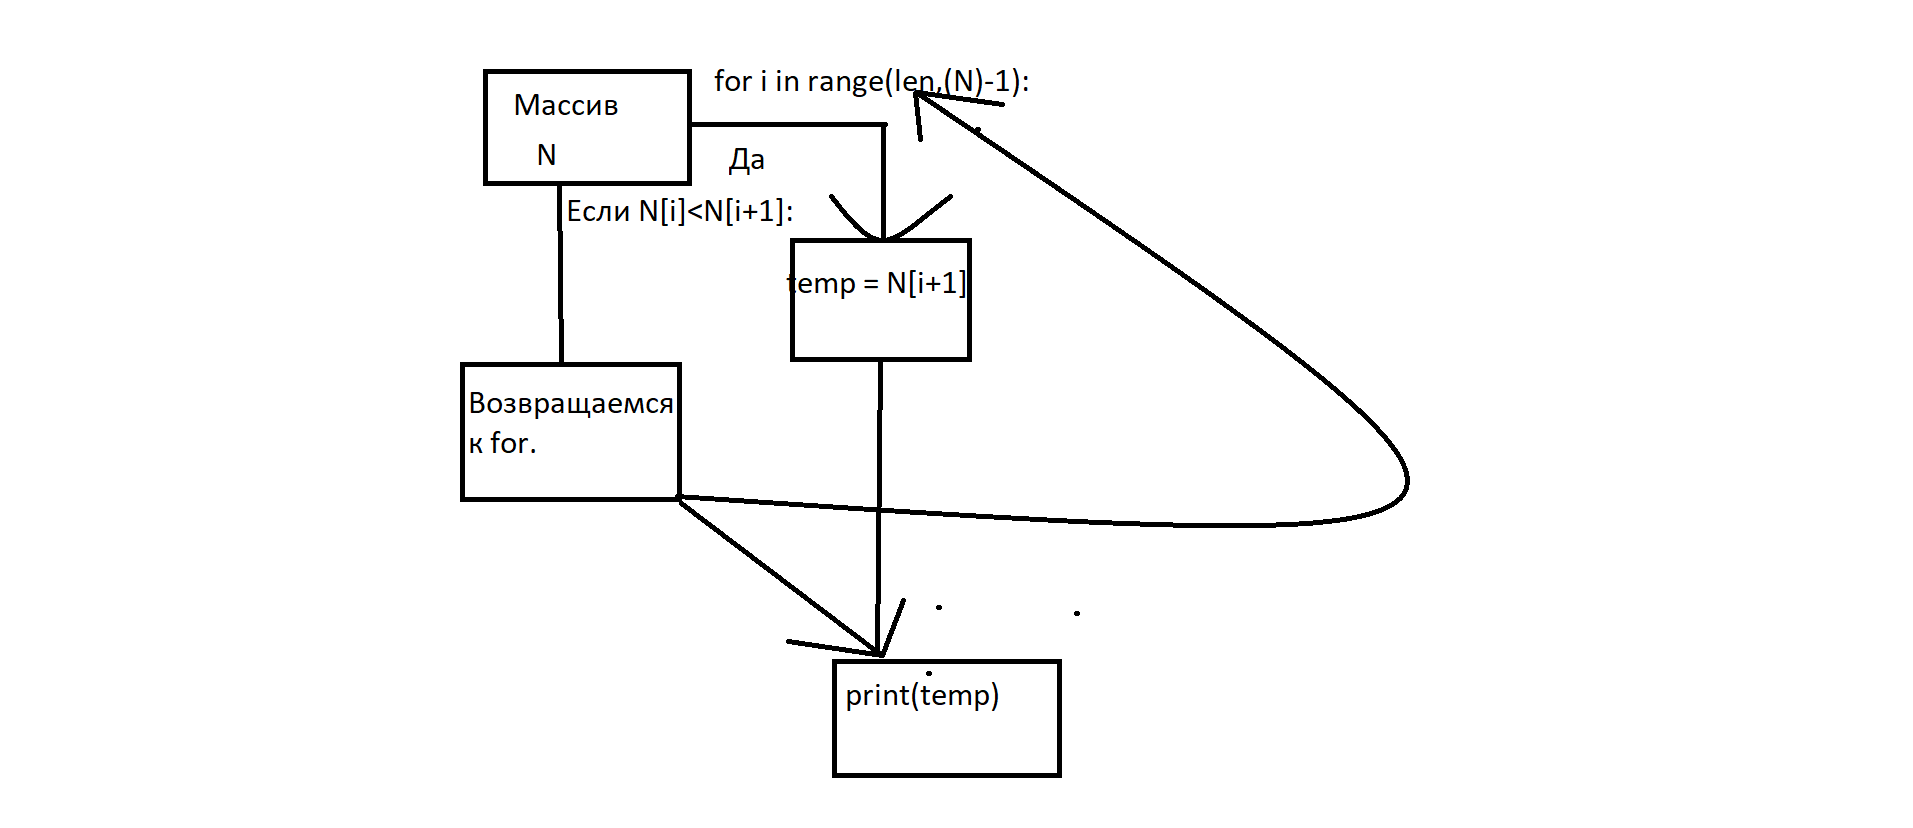 Массив
N
for i in range(len,(N)-1):
Да
Если N[i]<N[i+1]:
temp = N[i+1]
Возвращаемся
к for.
print(temp)